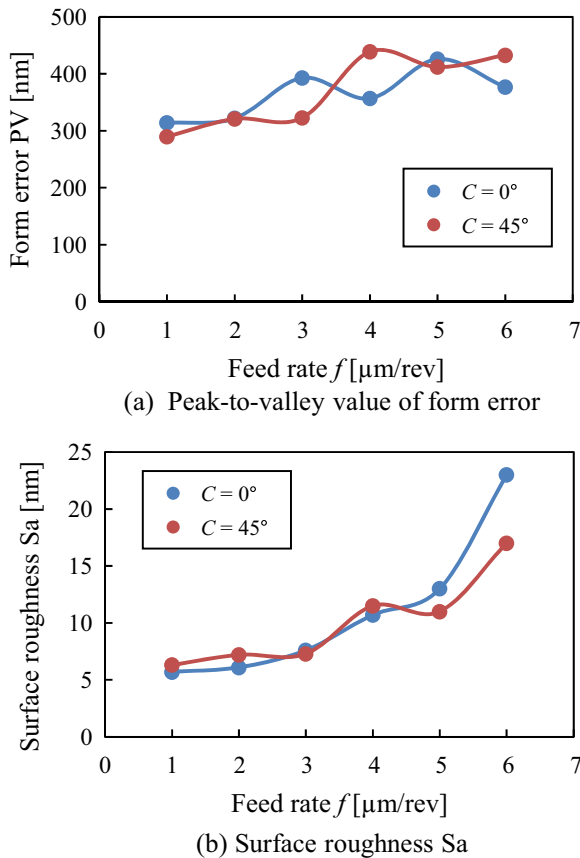 500
400
300
200
100
0
Form error PV [nm]
C = 0°
C = 45°
0 1 2 3 4 5 6 7
Feed rate f [µm/rev]
(a) Peak-to-valley value of form error
25
20
15
10
5
0
Surface roughness Sa [nm]
C = 0°
C = 45°
0 1 2 3 4 5 6 7
Feed rate f [µm/rev]
(b) Surface roughness Sa